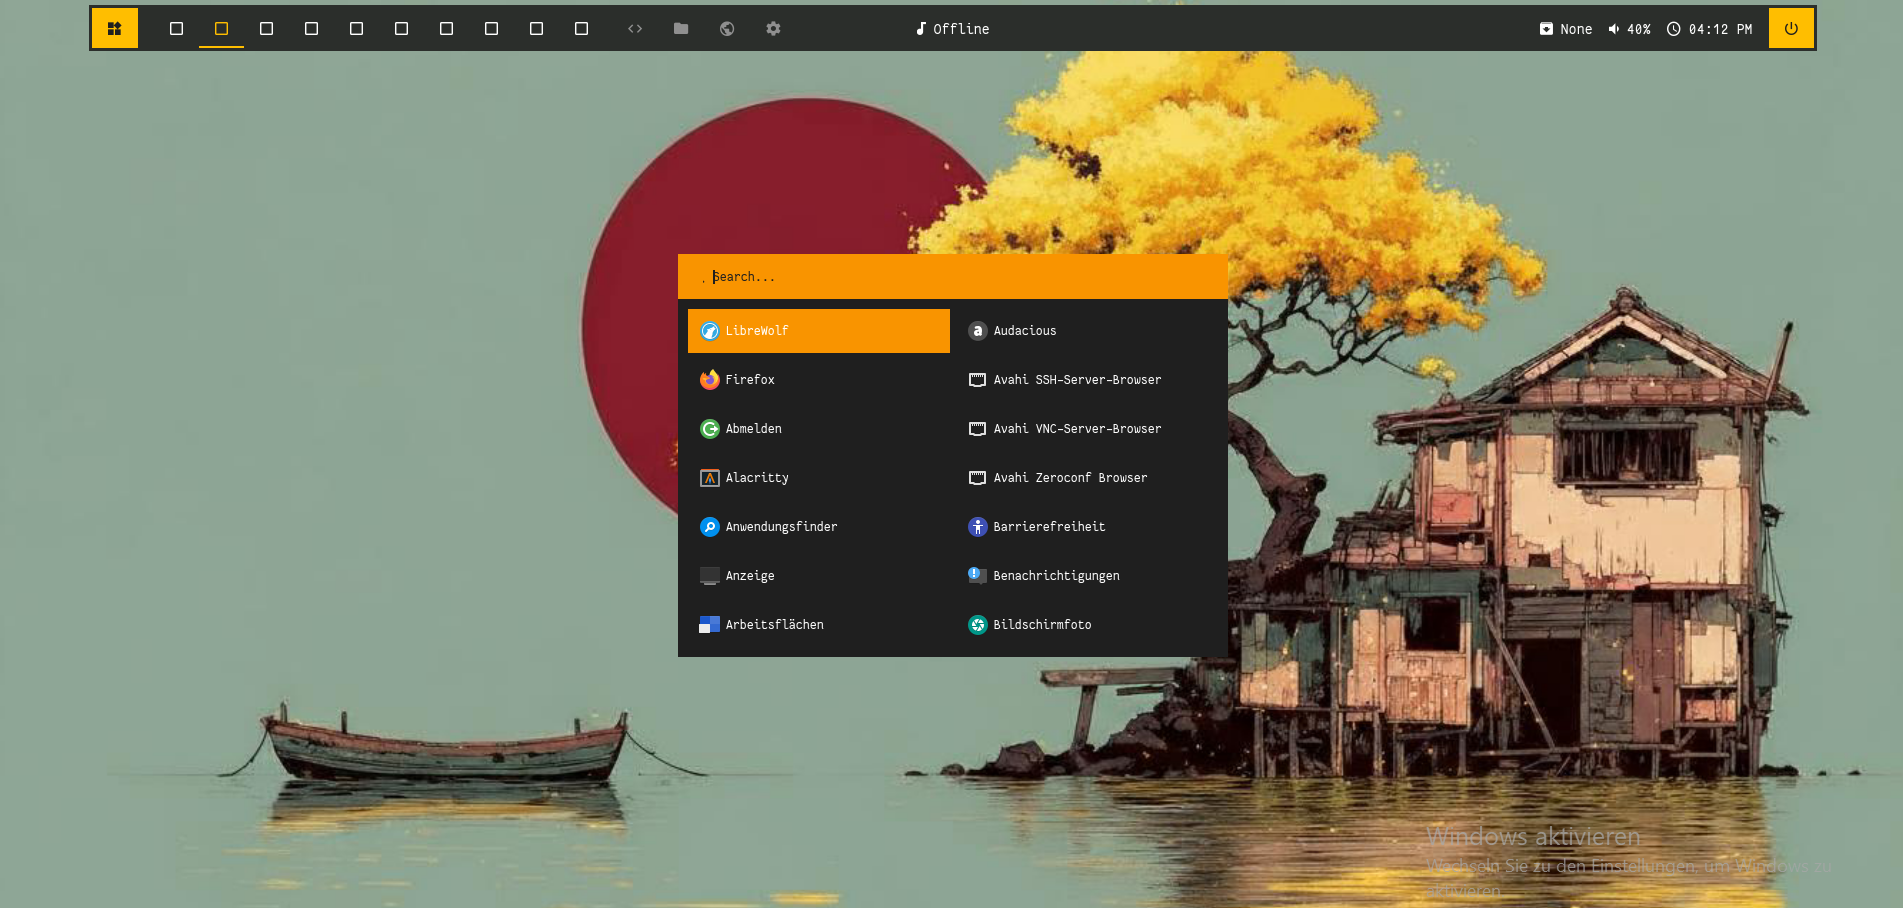 Offline
None
40%
04:12 PM
Search...
LibreWolf
Audacious
Firefox
Avahi SSH-Server-Browser
Abmelden
Avahi VNC-Server-Browser
Alacritty
Avahi Zeroconf Browser
Anwendungsfinder
Barrierefreiheit
Anzeige
Benachrichtigungen
Arbeitsflächen
Bildschirmfoto
Windows aktivieren
Wechseln Sie zu den Einstellungen, um Windows zu
aktivieren.